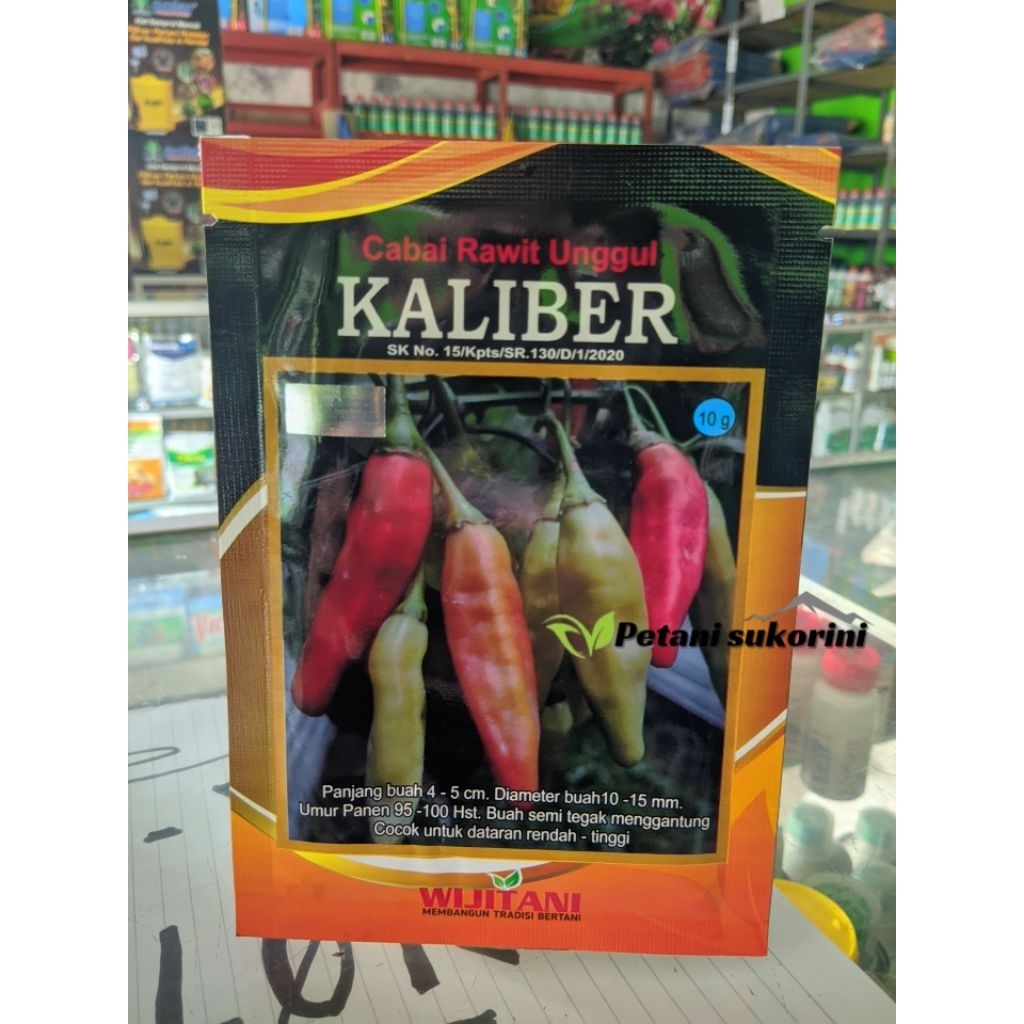 Cabai Rawit Unggul
KALIBER
SK No. 15/Kpts/SR.130/D/1/2020
10 g
Petani sukorini
Panjang buah 4 - 5 cm. Diameter buah10 -15 mm.
Umur Panen 95 -100 Hst. Buah semi tegak menggantung
Cocok untuk dataran rendah - tinggi
WIJITANI
MEMBANGUN TRADISI BERTANI